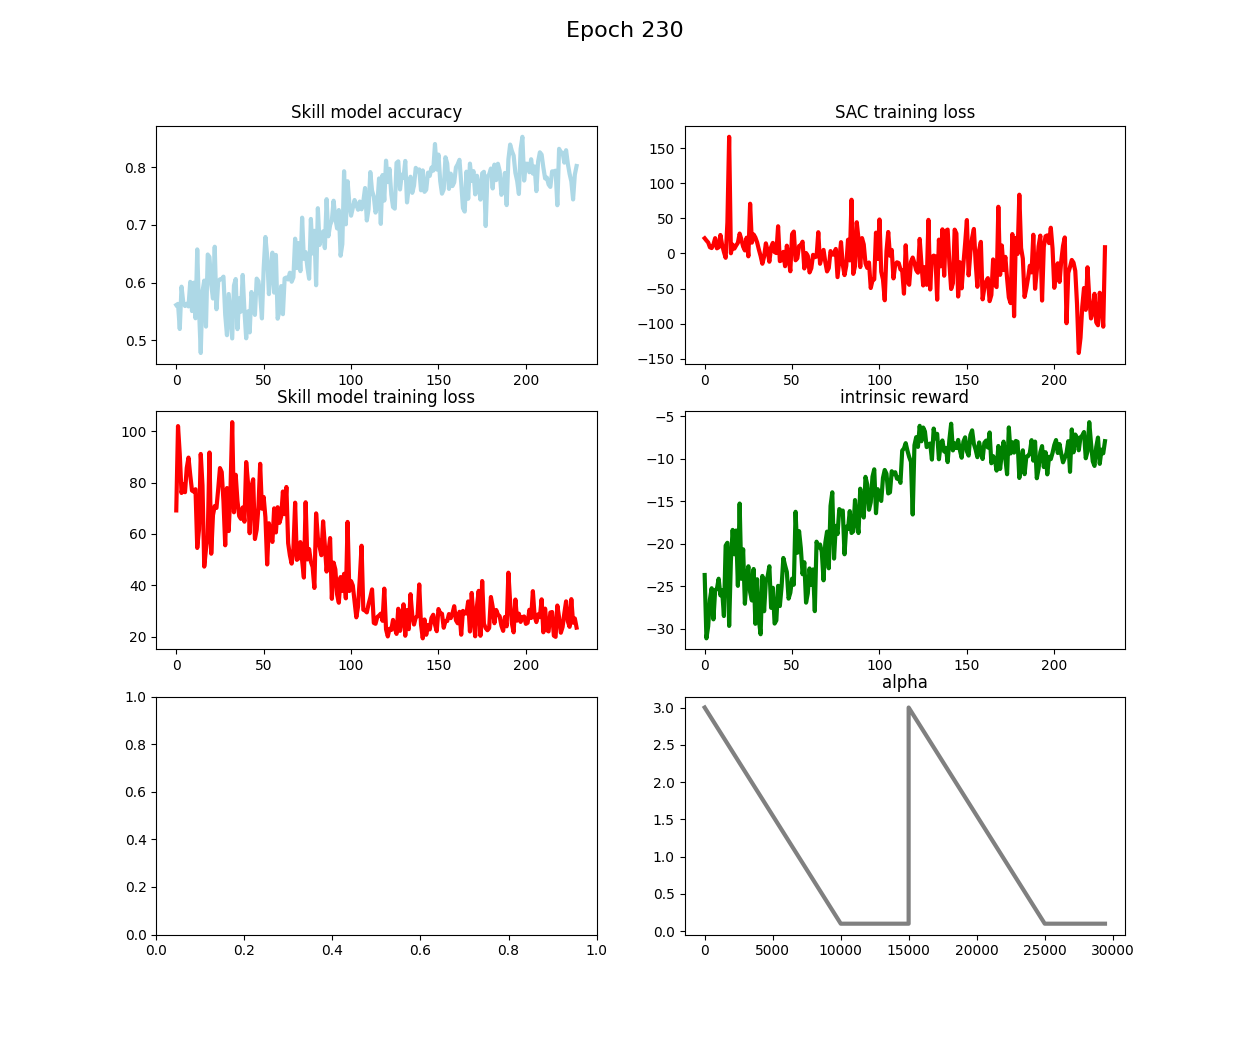 Epoch 230
Skill model accuracy
0.8
0.7
0.6
0.5
0 50 100 150 200
SAC training loss
150
100
50
0
−50
−100
−150
0 50 100 150 200
Skill model training loss
100
80
60
40
20
0 50 100 150 200
intrinsic reward
−5
−10
−15
−20
−25
−30
0 50 100 150 200
1.0
0.8
0.6
0.4
0.2
0.0
0.0 0.2 0.4 0.6 0.8 1.0
alpha
3.0
2.5
2.0
1.5
1.0
0.5
0.0
0 5000 10000 15000 20000 25000 30000